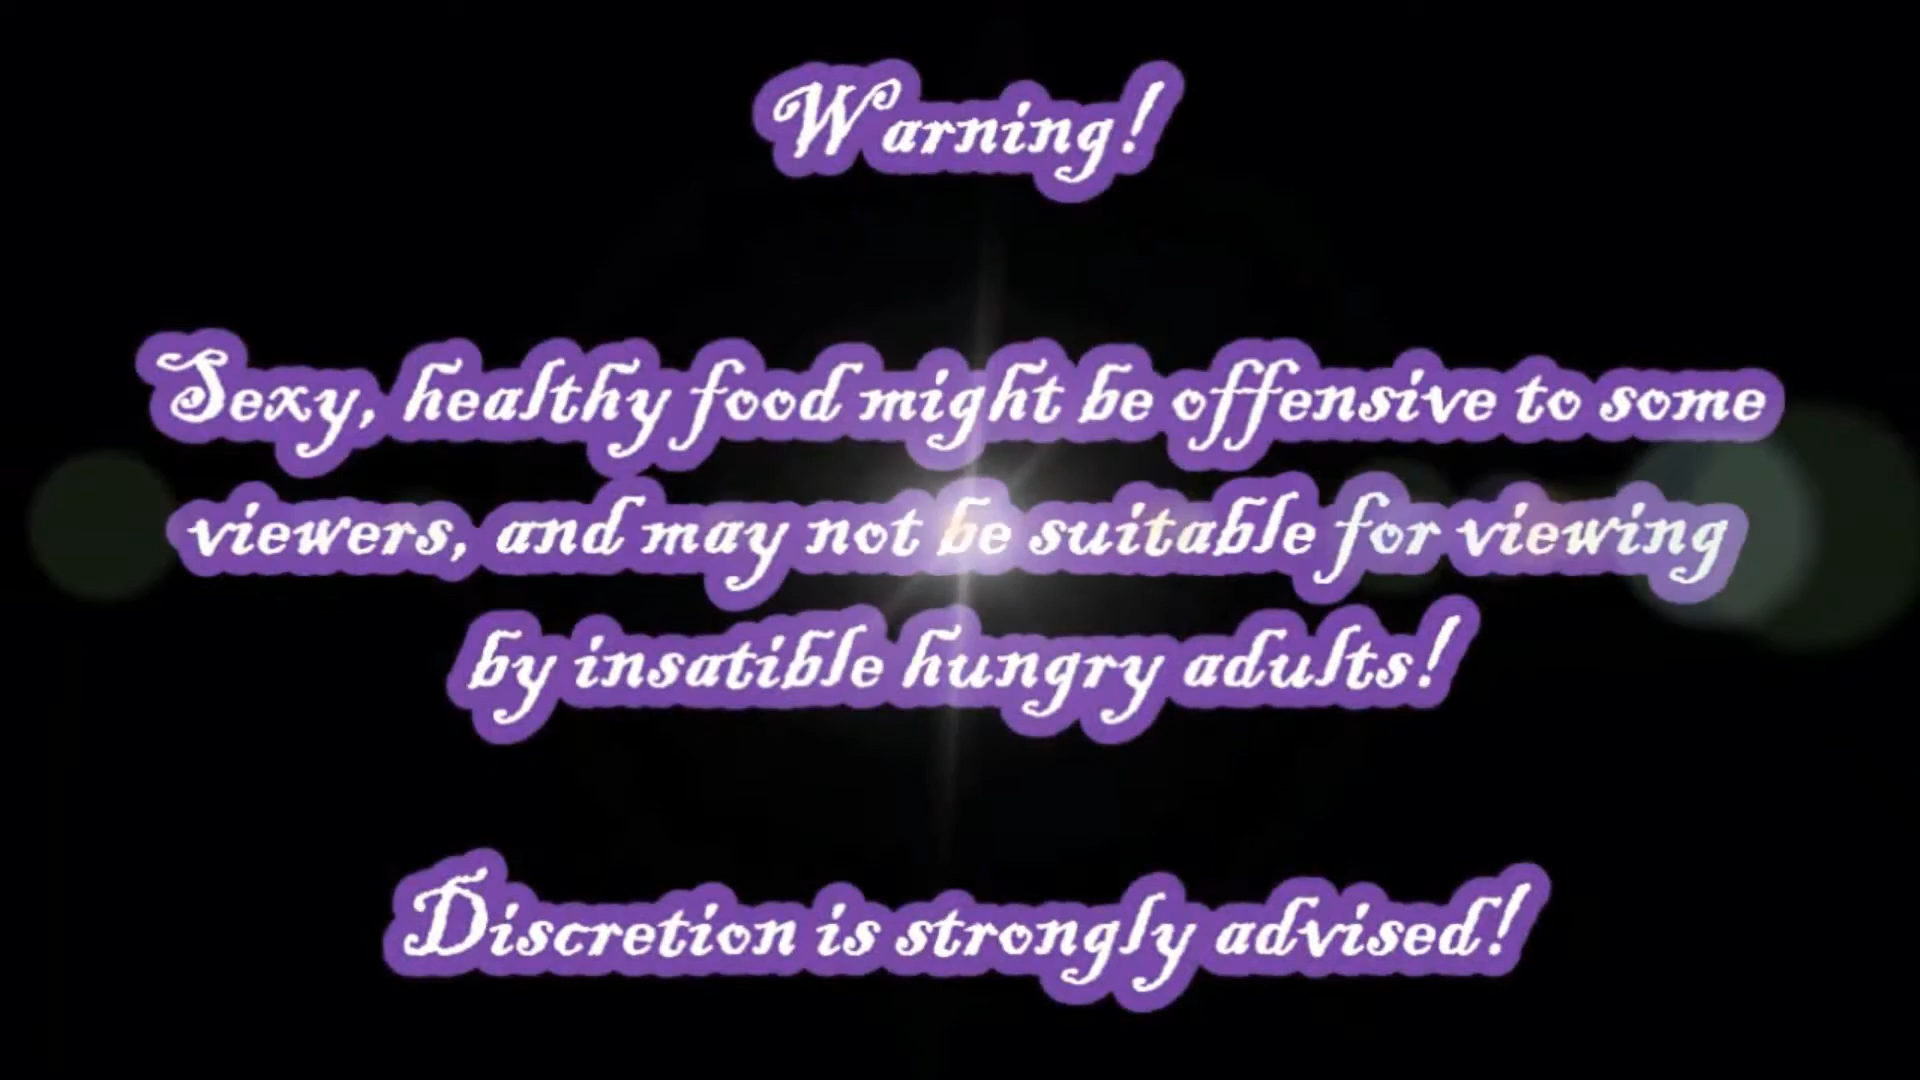 Warning!
Sexy, healthy food might be offensive to some
viewers, and may not be suitable for viewing
by insatible hungry adults!
Discretion is strongly advised!